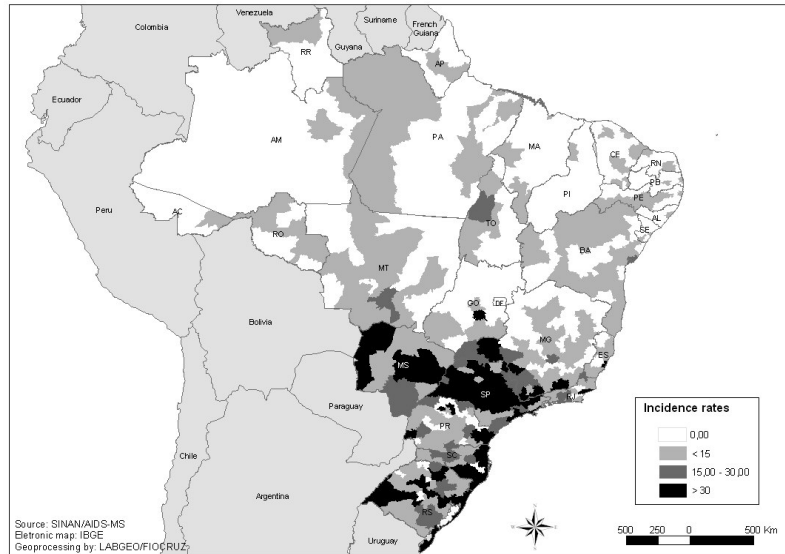 Venezuela
Suriname
French
Guiana
Colombia
Guyana
RR
AP
Ecuador
AM
PA
MA
CE
RN
PB
PI
PE
AL
SE
Peru
AC
TO
RO
BA
MT
GO
DF
Bolivia
MG
ES
MS
SP
RJ
Paraguay
PR
SC
Chile
Argentina
RS
Uruguay
Incidence rates
0,00
< 15
15,00 - 30,00
> 30
Source: SINAN/AIDS-MS
Eletronic map: IBGE
Geoprocessing by: LABGEO/FIOCRUZ
500 250 0 500 Km